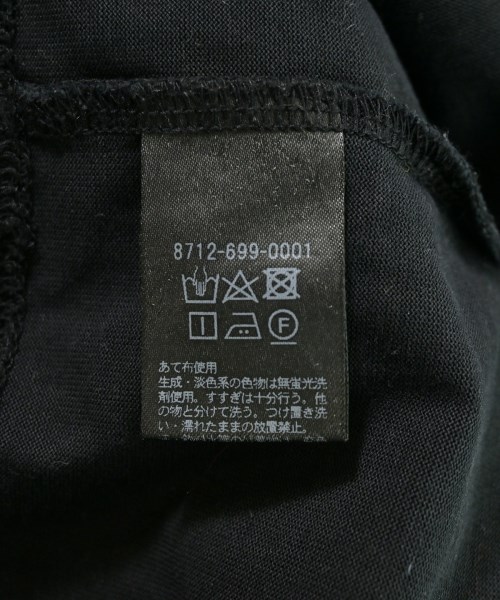 8712-699-0001
F
あて布使用
生成・淡色系の色物は無蛍光洗
剤使用。すすぎは十分行う。他
の物と分けて洗う。つけ置き洗
い・濡れたままの放置禁止。